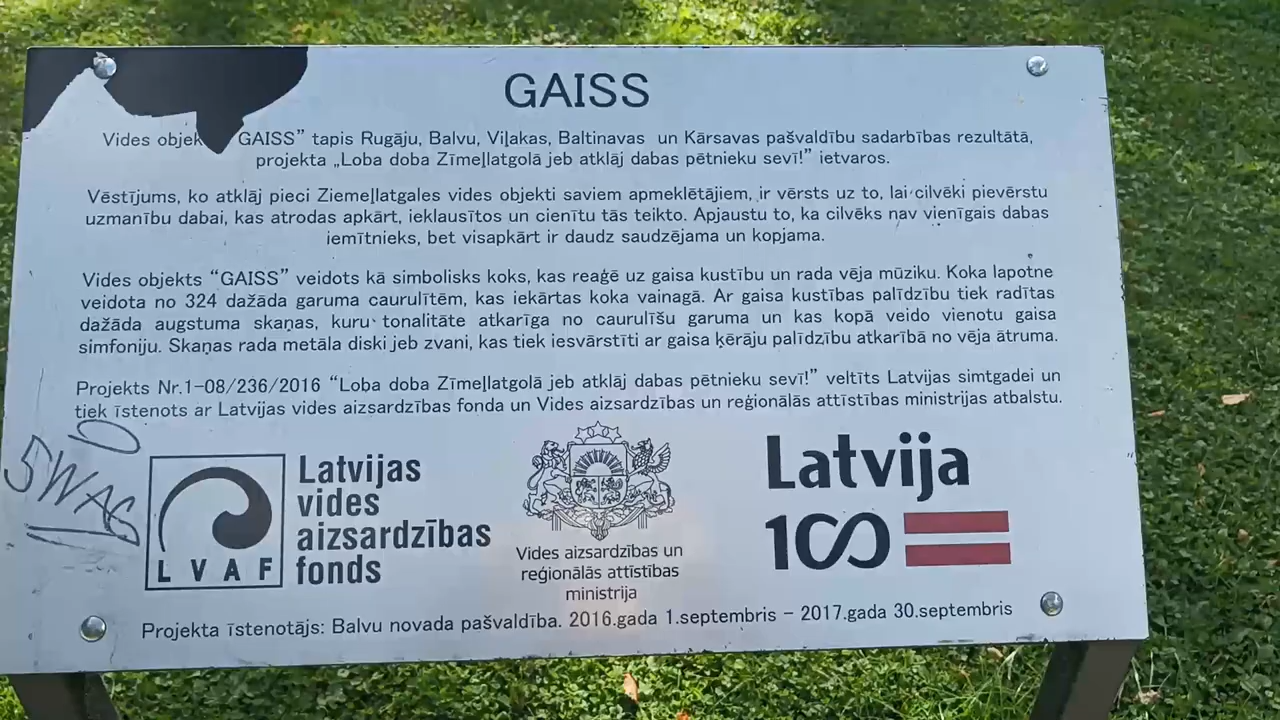 GAISS
Vides objek GAISS” tapis Rugāju, Balvu, Viļakas, Baltinavas un Kārsavas pašvaldību sadarbības rezultātā,
projekta „Loba doba Zīmeļlatgolā jeb atklāj dabas pētnieku sevī!” ietvaros.
Vēstījums, ko atklāj pieci Ziemeļlatgales vides objekti saviem apmeklētājiem, ir vērsts uz to, lai cilvēki pievērstu
uzmanību dabai, kas atrodas apkārt, ieklausītos un cienītu tās teikto. Apjaustu to, ka cilvēks nav vienīgais dabas
iemītnieks, bet visapkārt ir daudz saudzējama un kopjama.
Vides objekts “GAISS” veidots kā simbolisks koks, kas reaģē uz gaisa kustību un rada vēja mūziku. Koka lapotne
veidota no 324 dažāda garuma caurulītēm, kas iekārtas koka vainagā. Ar gaisa kustības palīdzību tiek radītas
dažāda augstuma skaņas, kuru tonalitāte atkarīga no caurulīšu garuma un kas kopā veido vienotu gaisa
simfoniju. Skaņas rada metāla diski jeb zvani, kas tiek iesvārstīti ar gaisa ķērāju palīdzību atkarībā no vēja ātruma.
Projekts Nr.1-08/236/2016 “Loba doba Zīmeļlatgolā jeb atklāj dabas pētnieku sevī!” veltīts Latvijas simtgadei un
tiek īstenots ar Latvijas vides aizsardzības fonda un Vides aizsardzības un reģionālās attīstības ministrijas atbalstu.
SWAG
LVAF
Latvijas
vides
aizsardzības
fonds
Vides aizsardzības un
reģionālās attīstības
ministrija
Latvija
100
Projekta īstenotājs: Balvu novada pašvaldība. 2016.gada 1.septembris – 2017.gada 30.septembris